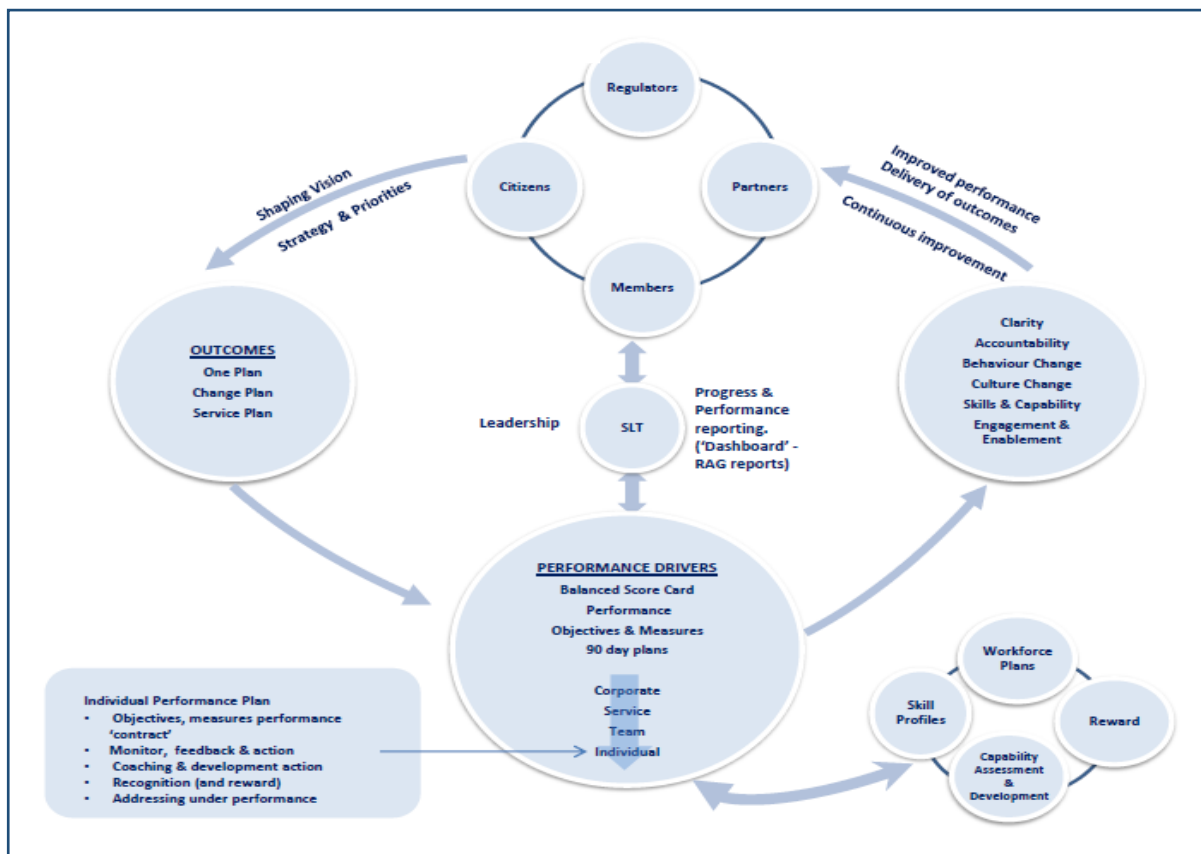 Regulators
Citizens
Partners
Members
Shaping Vision
Strategy & Priorities
Improved performance
Delivery of outcomes
Continuous improvement
OUTCOMES
One Plan
Change Plan
Service Plan
Leadership
SLT
Progress &
Performance
reporting.
(‘Dashboard’ -
RAG reports)
Clarity
Accountability
Behaviour Change
Culture Change
Skills & Capability
Engagement &
Enablement
PERFORMANCE DRIVERS
Balanced Score Card
Performance
Objectives & Measures
90 day plans
Corporate
Service
Team
Individual
Individual Performance Plan
• Objectives, measures performance
‘contract’
• Monitor, feedback & action
• Coaching & development action
• Recognition (and reward)
• Addressing under performance
Workforce
Plans
Skill
Profiles
Reward
Capability
Assessment
&
Development